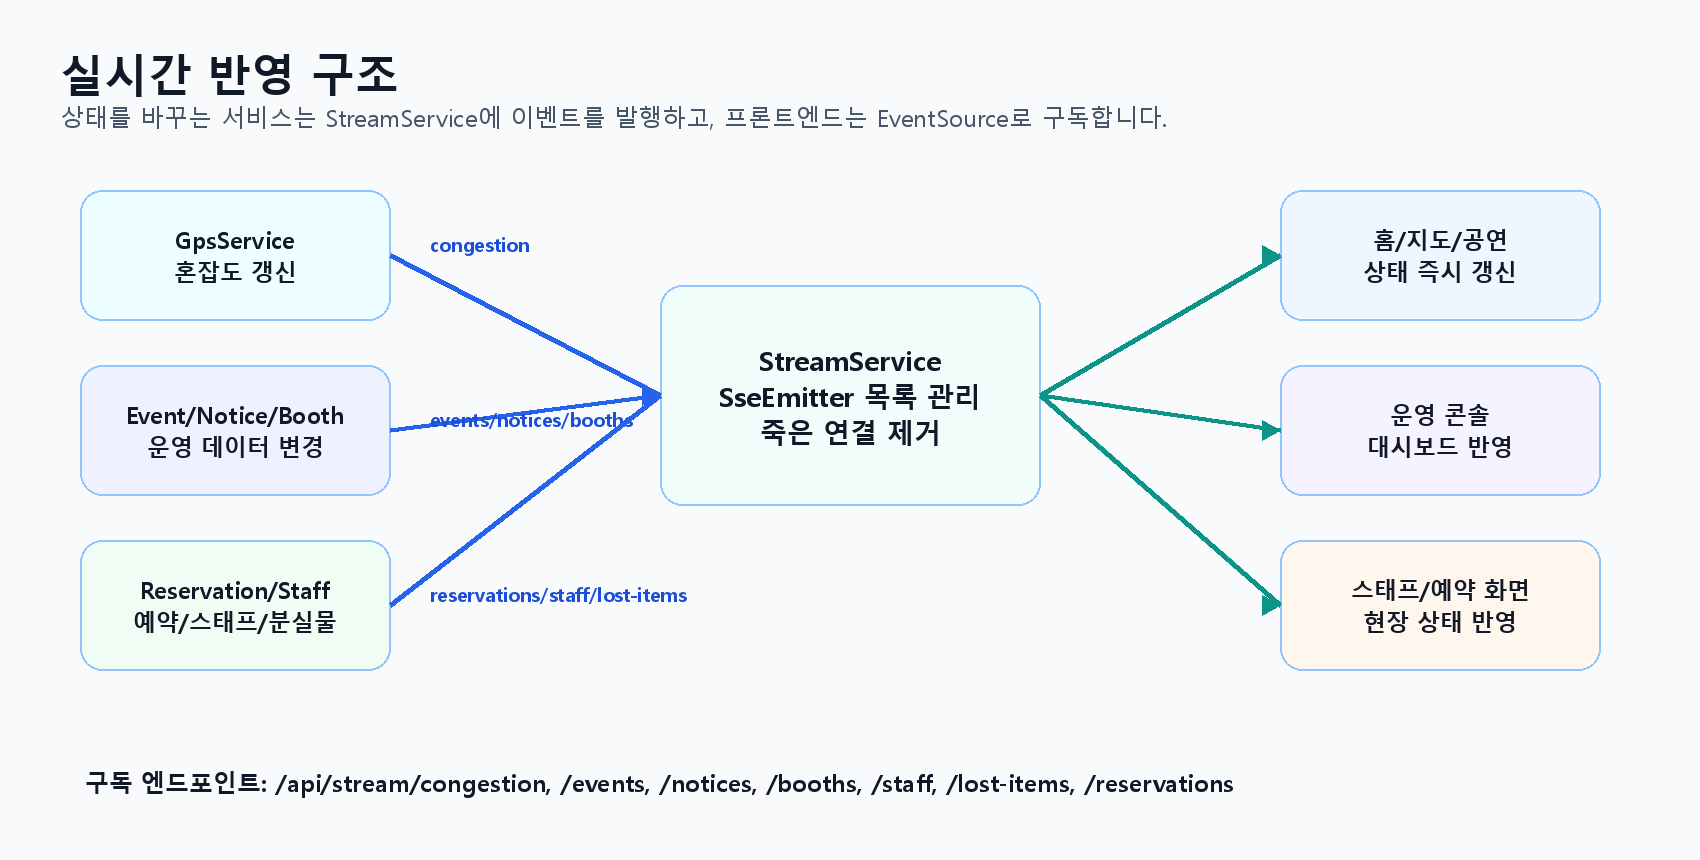 실시간 반영 구조
상태를 바꾸는 서비스는 StreamService에 이벤트를 발행하고, 프론트엔드는 EventSource로 구독합니다.
GpsService
혼잡도 갱신
congestion
Event/Notice/Booth
운영 데이터 변경
events/notices/booths
Reservation/Staff
예약/스태프/분실물
reservations/staff/lost-items
StreamService
SseEmitter 목록 관리
죽은 연결 제거
홈/지도/공연
상태 즉시 갱신
운영 콘솔
대시보드 반영
스태프/예약 화면
현장 상태 반영
구독 엔드포인트: /api/stream/congestion, /events, /notices, /booths, /staff, /lost-items, /reservations